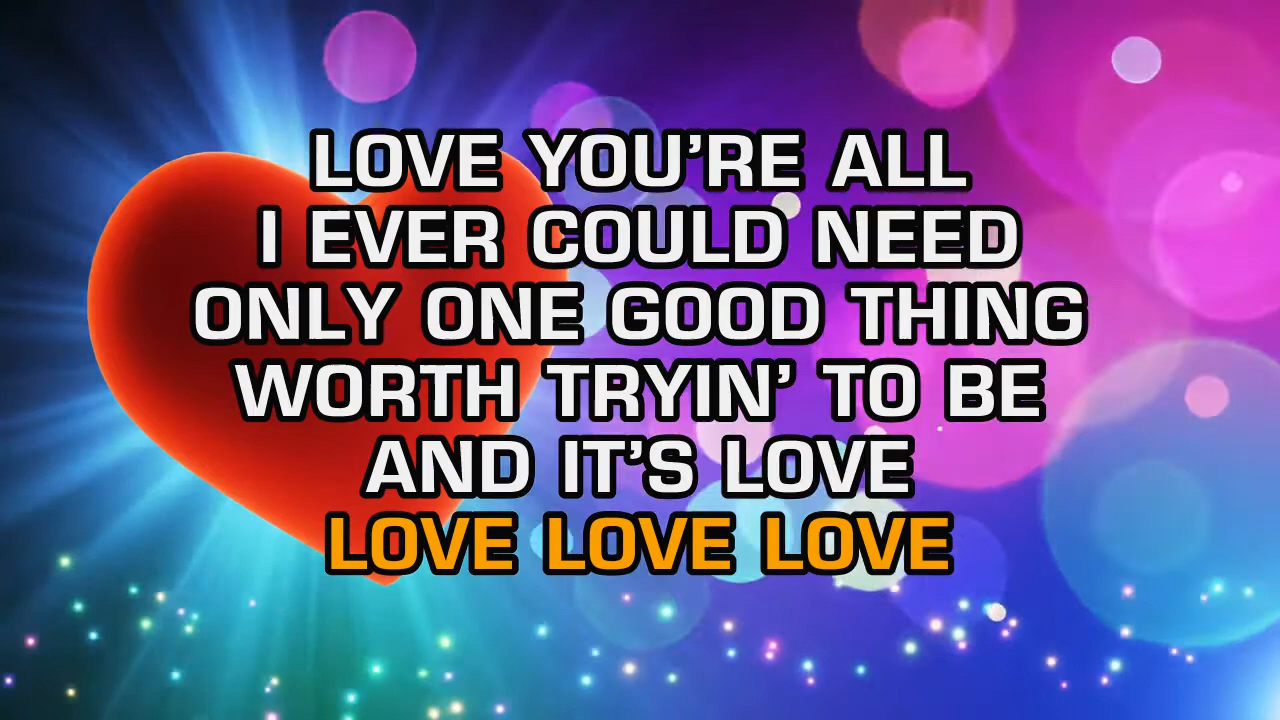 LOVE YOU’RE ALL
I EVER COULD NEED
ONLY ONE GOOD THING
WORTH TRYIN’ TO BE
AND IT’S LOVE
LOVE LOVE LOVE